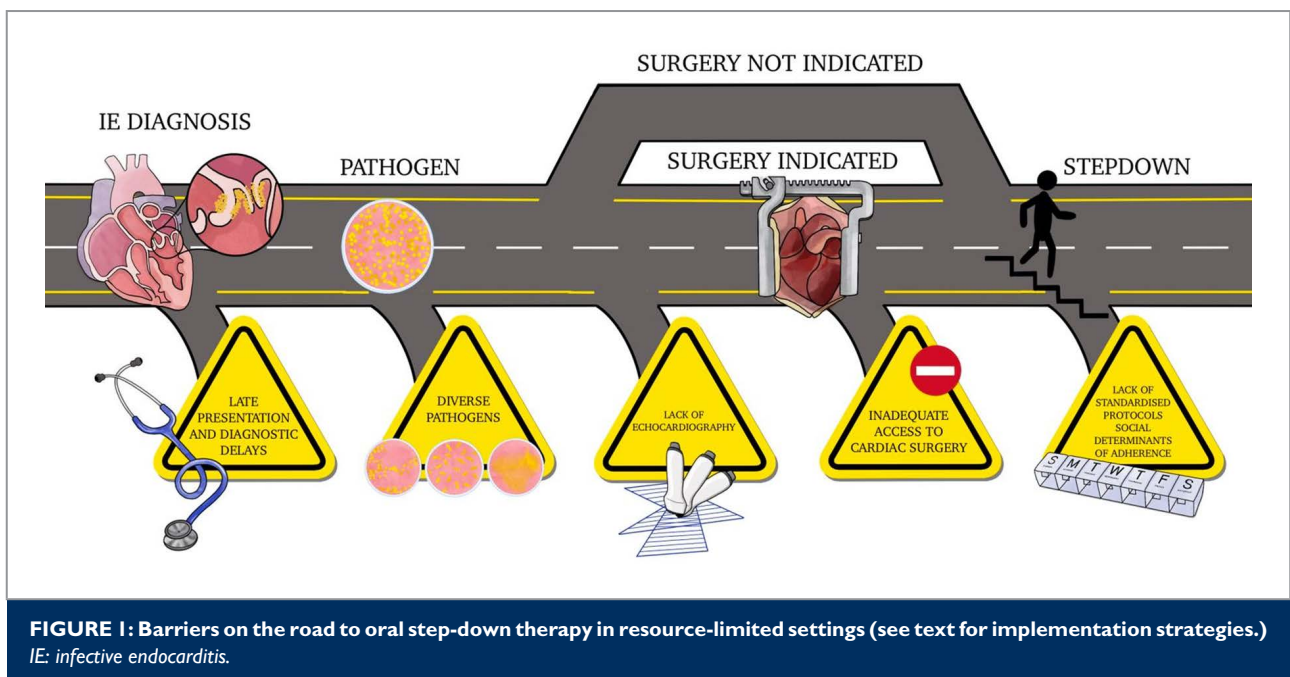 SURGERY NOT INDICATED
IE DIAGNOSIS
PATHOGEN
SURGERY INDICATED
STEPDOWN
LATE
PRESENTATION
AND DIAGNOSTIC
DELAYS
DIVERSE
PATHOGENS
LACK OF
ECHOCARDIOGRAPHY
INADEQUATE
ACCESS TO
CARDIAC SURGERY
LACK OF
STANDARDISED
PROTOCOLS
SOCIAL
DETERMINANTS
OF ADHERENCE
S M T W T F S
FIGURE 1: Barriers on the road to oral step-down therapy in resource-limited settings (see text for implementation strategies.)
IE: infective endocarditis.